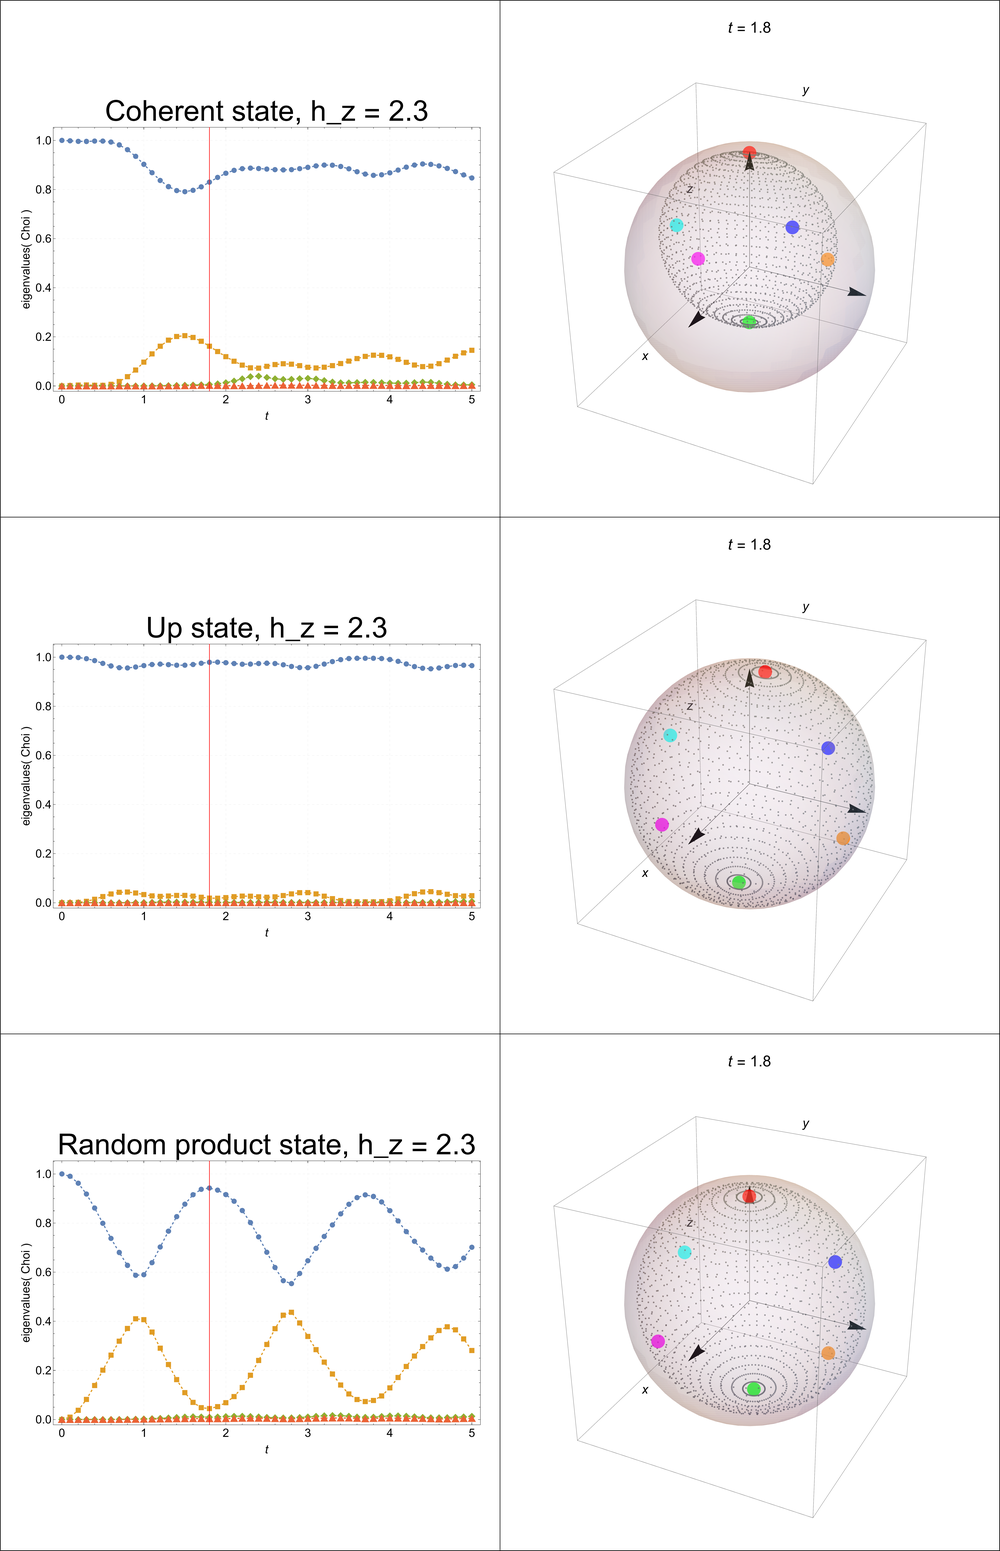 Coherent state, h_z = 2.3
eigenvalues( Choi )
1.0
0.8
0.6
0.4
0.2
0.0
0 1 2 3 4 5
t
t = 1.8
y
z
x
Up state, h_z = 2.3
eigenvalues( Choi )
1.0
0.8
0.6
0.4
0.2
0.0
0 1 2 3 4 5
t
t = 1.8
y
z
x
Random product state, h_z = 2.3
eigenvalues( Choi )
1.0
0.8
0.6
0.4
0.2
0.0
0 1 2 3 4 5
t
t = 1.8
y
z
x